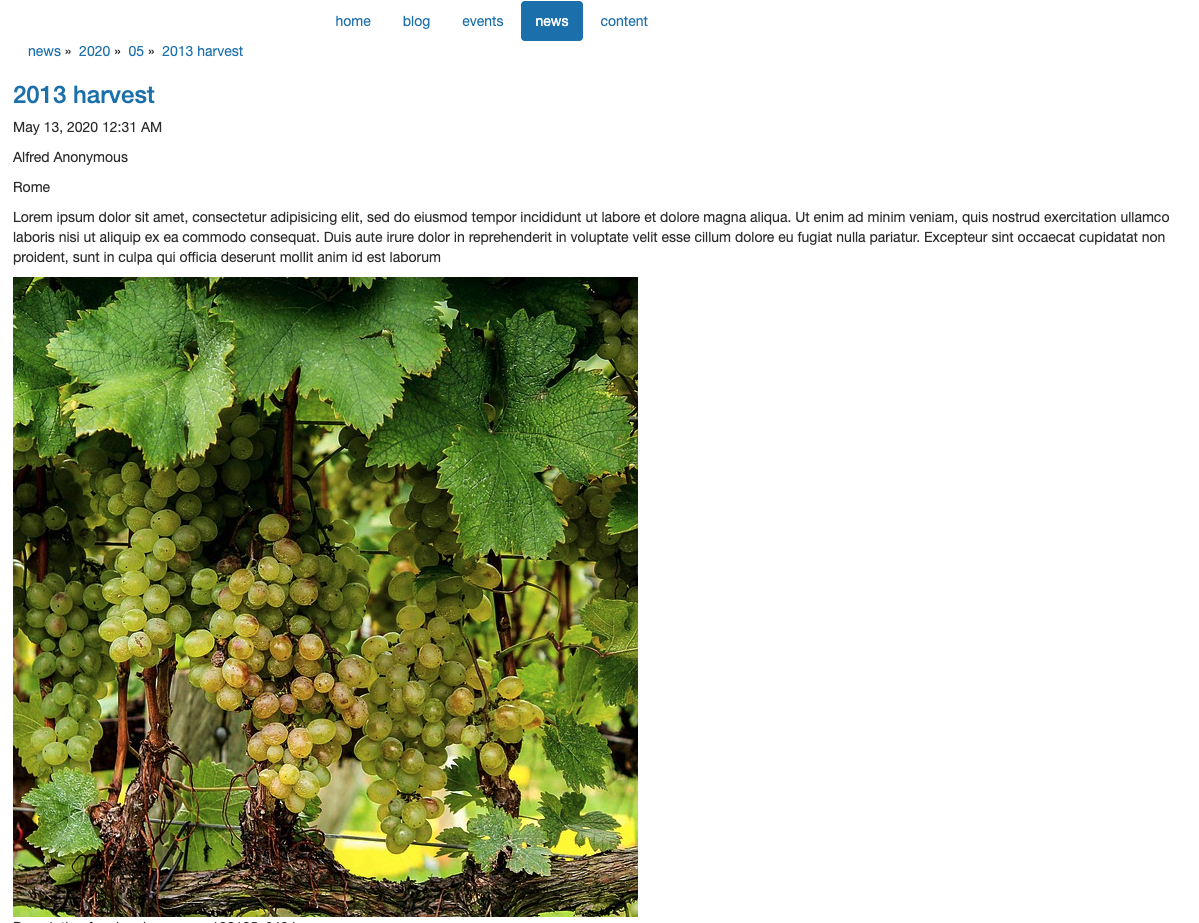 home blog events news content
news » 2020 » 05 » 2013 harvest
2013 harvest
May 13, 2020 12:31 AM
Alfred Anonymous
Rome
Lorem ipsum dolor sit amet, consectetur adipisicing elit, sed do eiusmod tempor incididunt ut labore et dolore magna aliqua. Ut enim ad minim veniam, quis nostrud exercitation ullamco
laboris nisi ut aliquip ex ea commodo consequat. Duis aute irure dolor in reprehenderit in voluptate velit esse cillum dolore eu fugiat nulla pariatur. Excepteur sint occaecat cupidatat non
proident, sunt in culpa qui officia deserunt mollit anim id est laborum